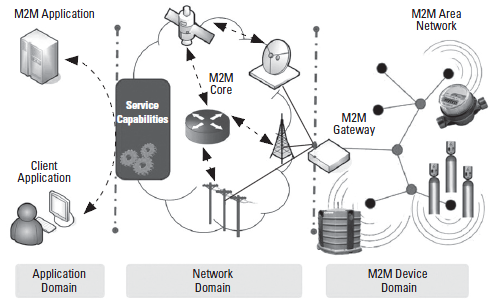 M2M Application
M2M Area
Network
M2M
Core
Service
Capabilities
M2M
Gateway
Client
Application
Application
Domain
Network
Domain
M2M Device
Domain